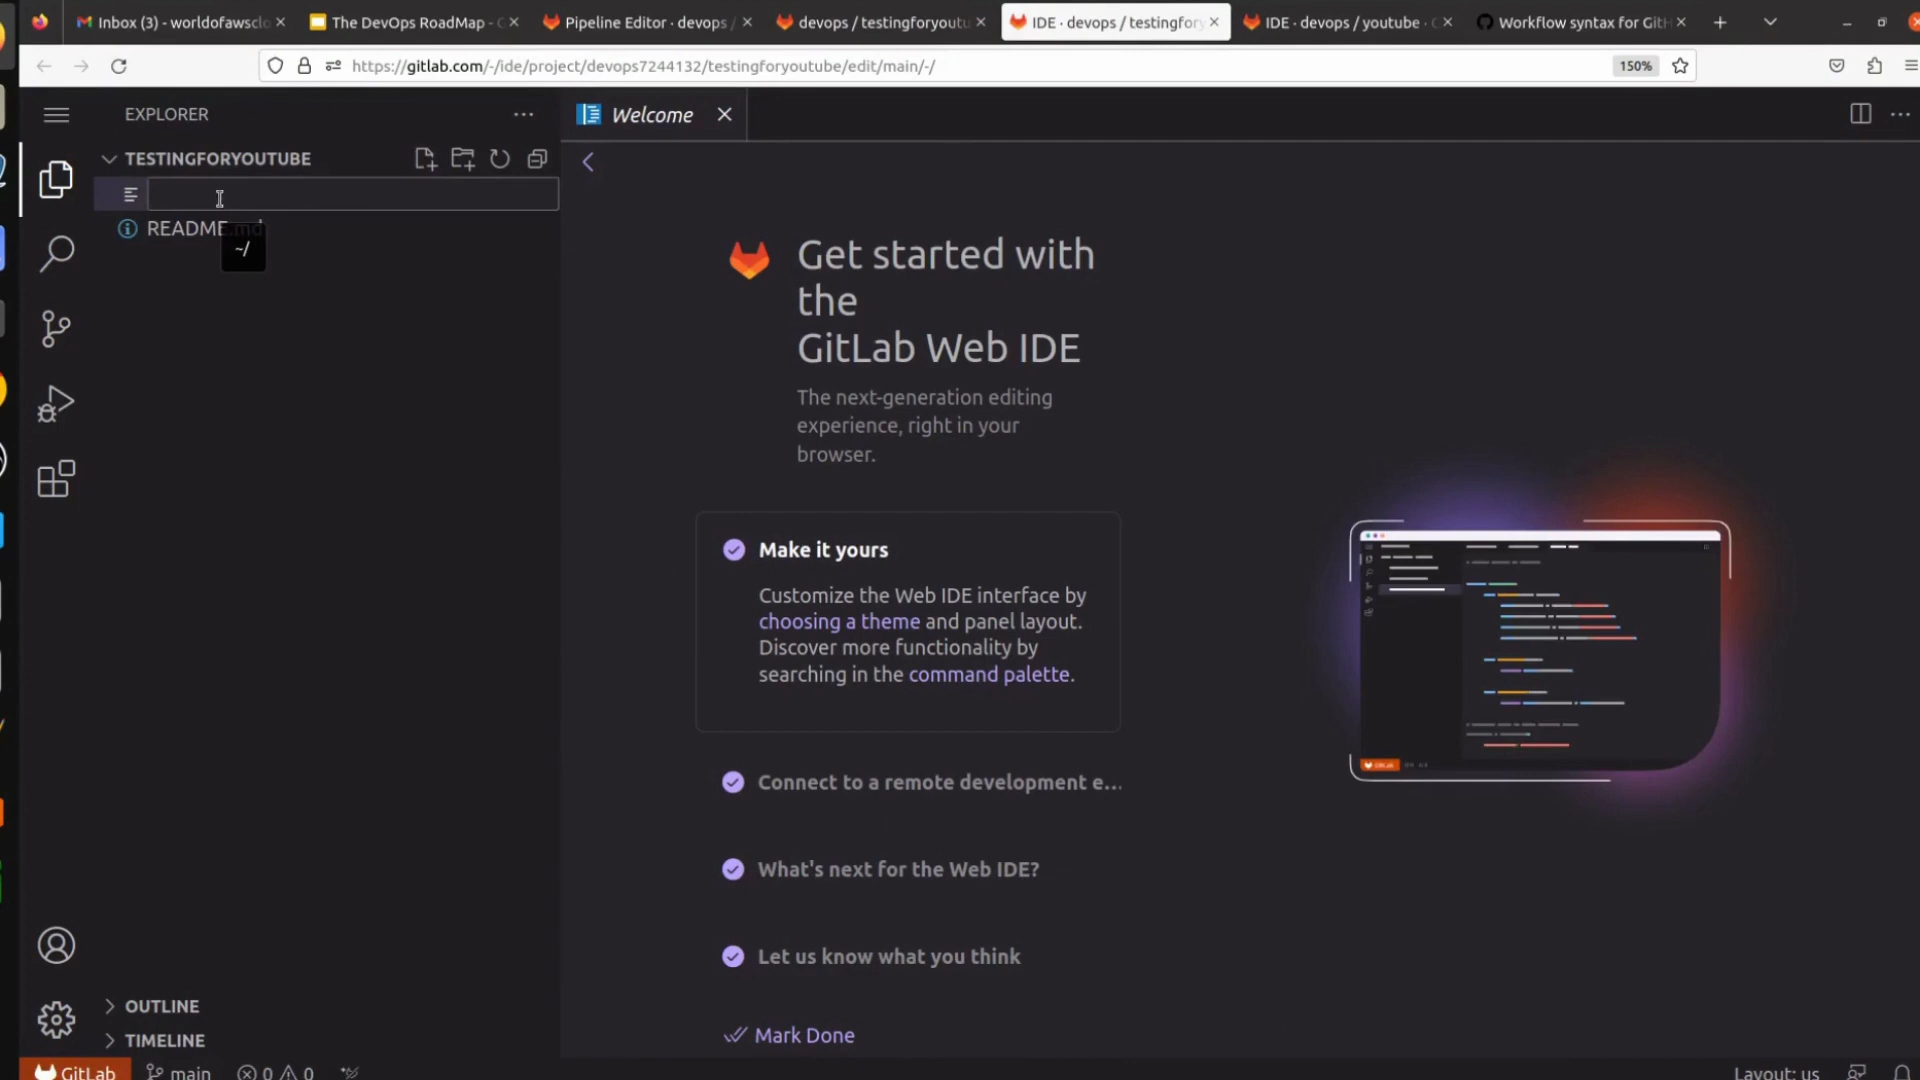 Inbox (3) - worldofawsclo
The DevOps RoadMap - G
Pipeline Editor · devops /
devops / testingforyoutu
IDE · devops / testingfor
IDE · devops / youtube · G
Workflow syntax for GitH
https://gitlab.com/-/ide/project/devops7244132/testingforyoutube/edit/main/-/
150%
EXPLORER
Welcome
TESTINGFORYOUTUBE
README.md
~/
Get started with
the
GitLab Web IDE
The next-generation editing
experience, right in your
browser.
Make it yours
Customize the Web IDE interface by
choosing a theme and panel layout.
Discover more functionality by
searching in the command palette.
Connect to a remote development e...
What's next for the Web IDE?
Let us know what you think
Mark Done
OUTLINE
TIMELINE
GitLab
main
0
0
Layout: us